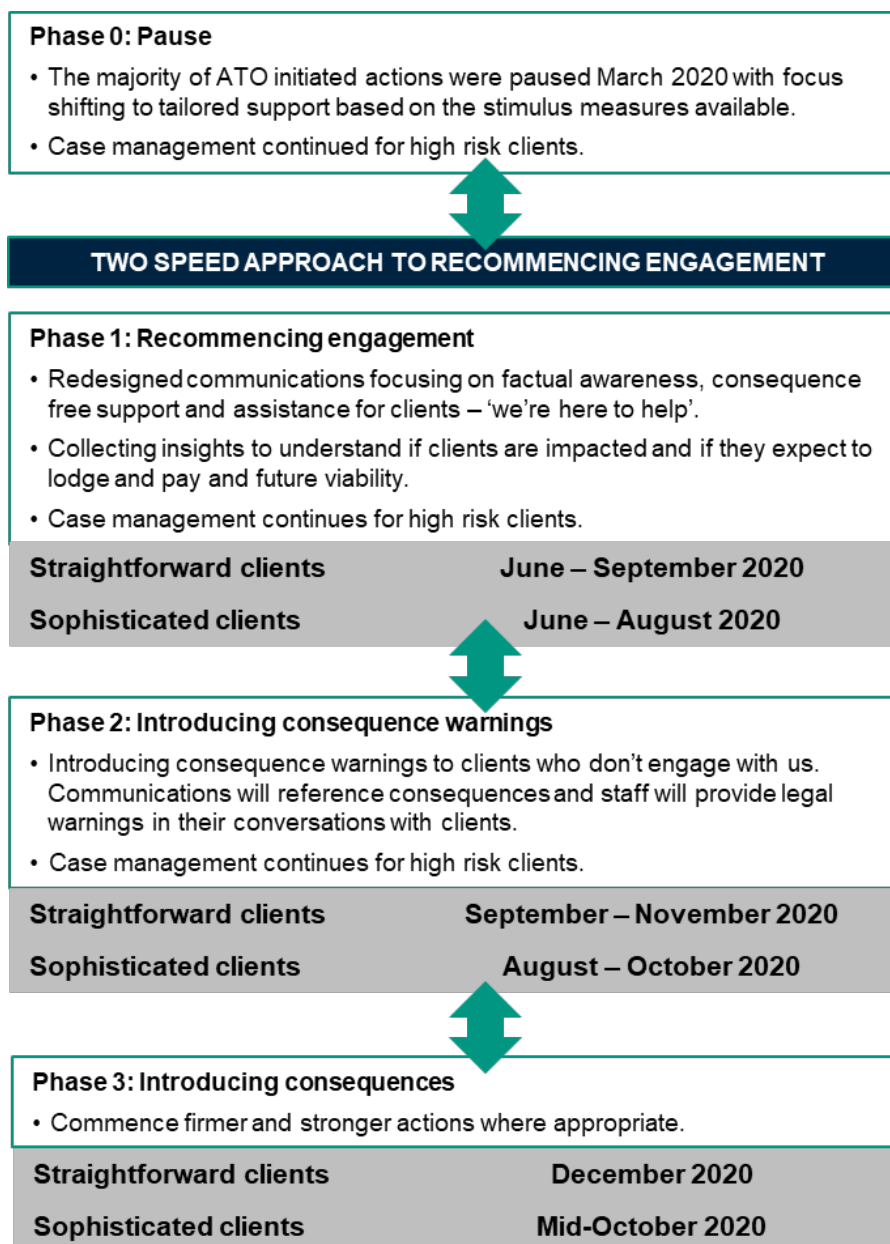 Phase 0: Pause
• The majority of ATO initiated actions were paused March 2020 with focus
shifting to tailored support based on the stimulus measures available.
• Case management continued for high risk clients.
TWO SPEED APPROACH TO RECOMMENCING ENGAGEMENT
Phase 1: Recommencing engagement
• Redesigned communications focusing on factual awareness, consequence
free support and assistance for clients – ‘we’re here to help’.
• Collecting insights to understand if clients are impacted and if they expect to
lodge and pay and future viability.
• Case management continues for high risk clients.
Straightforward clients June – September 2020
Sophisticated clients June – August 2020
Phase 2: Introducing consequence warnings
• Introducing consequence warnings to clients who don’t engage with us.
Communications will reference consequences and staff will provide legal
warnings in their conversations with clients.
• Case management continues for high risk clients.
Straightforward clients September – November 2020
Sophisticated clients August – October 2020
Phase 3: Introducing consequences
• Commence firmer and stronger actions where appropriate.
Straightforward clients December 2020
Sophisticated clients Mid-October 2020